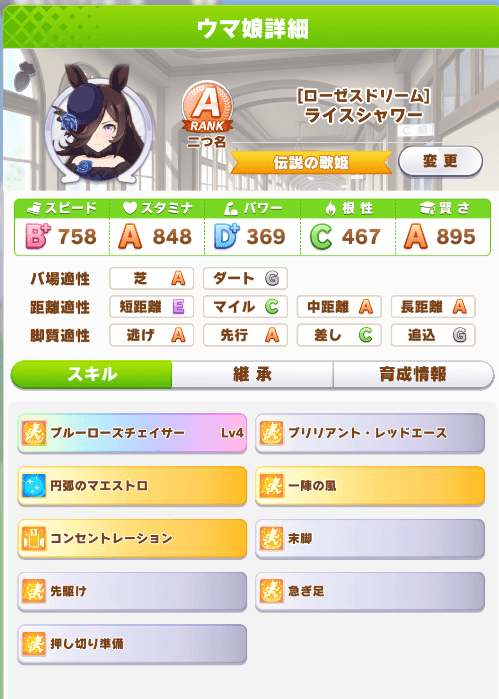 ウマ娘詳細
A
RANK
二つ名
[ローゼスドリーム]
ライスシャワー
伝説の歌姫
変更
スピード スタミナ パワー 根性 賢さ
B+ 758 A 848 D+ 369 C 467 A 895
バ場適性 芝 A ダート G
距離適性 短距離 E マイル C 中距離 A 長距離 A
脚質適性 逃げ A 先行 A 差し C 追込 G
スキル 継承 育成情報
ブルーローズチェイサー Lv4 ブリリアント・レッドエース
円弧のマエストロ 一陣の風
コンセントレーション 末脚
先駆け 急ぎ足
押し切り準備